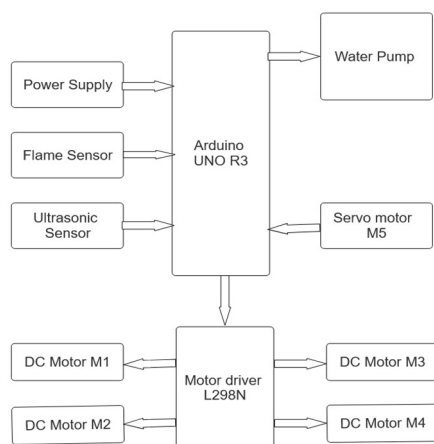 Water Pump
Power Supply
Arduino
UNO R3
Flame Sensor
Ultrasonic
Sensor
Servo motor
M5
DC Motor M1
Motor driver
L298N
DC Motor M3
DC Motor M2
DC Motor M4